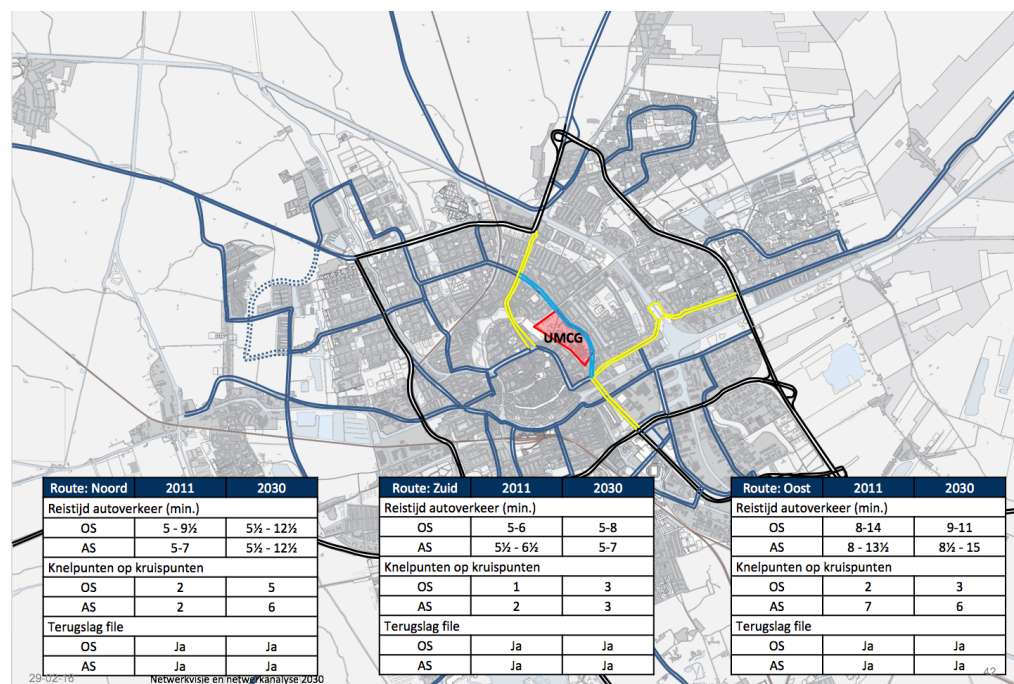 UMCG
Route: Noord 2011 2030
Reistijd autoverkeer (min.)
OS 5 - 9½ 5½ - 12½
AS 5-7 5½ - 12½
Knelpunten op kruispunten
OS 2 5
AS 2 6
Terugslag file
OS Ja Ja
AS Ja Ja
Route: Zuid 2011 2030
Reistijd autoverkeer (min.)
OS 5-6 5-8
AS 5½ - 6½ 5-7
Knelpunten op kruispunten
OS 1 3
AS 2 3
Terugslag file
OS Ja Ja
AS Ja Ja
Route: Oost 2011 2030
Reistijd autoverkeer (min.)
OS 8-14 9-11
AS 8 - 13½ 8½ - 15
Knelpunten op kruispunten
OS 2 3
AS 7 6
Terugslag file
OS Ja Ja
AS Ja Ja
29-02-16 Netwerkvisie en netwerkanalyse 2030 42